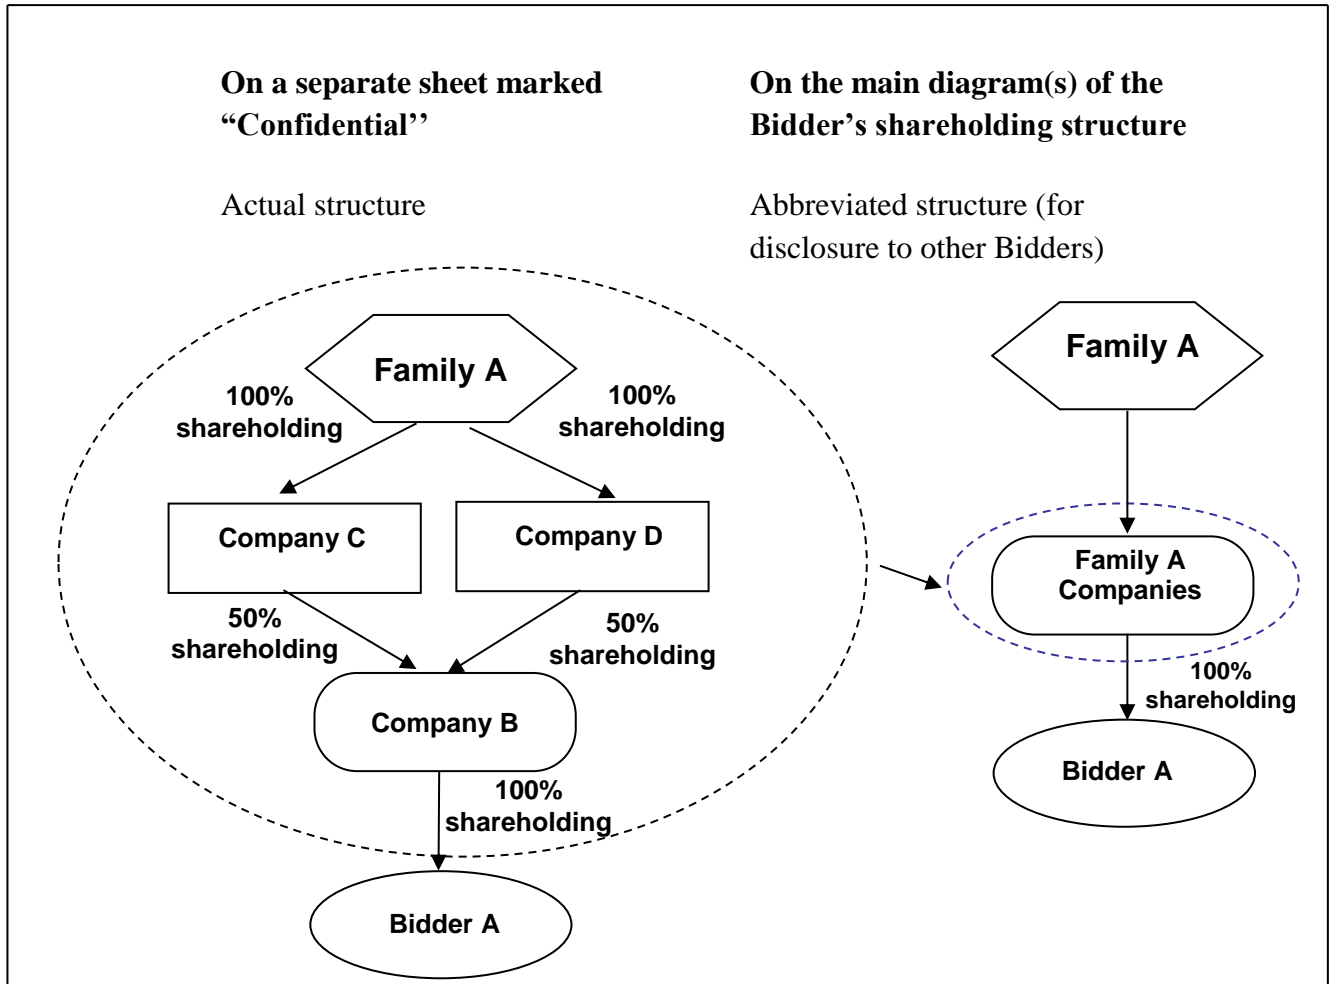 On a separate sheet marked
“Confidential’’
Actual structure
Family A
100%
shareholding
100%
shareholding
Company C
Company D
50%
shareholding
50%
shareholding
Company B
100%
shareholding
Bidder A
On the main diagram(s) of the
Bidder’s shareholding structure
Abbreviated structure (for
disclosure to other Bidders)
Family A
Family A
Companies
100%
shareholding
Bidder A